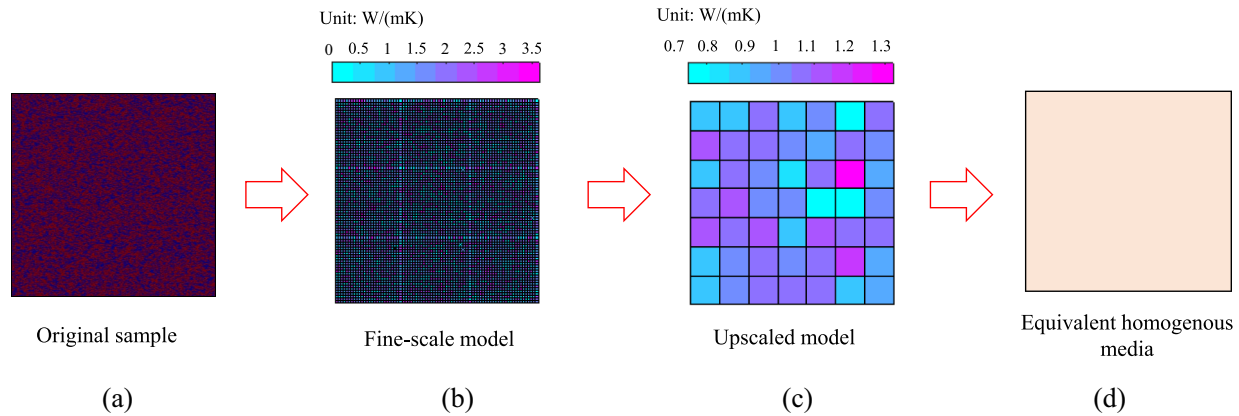 Unit: W/(mK)
0 0.5 1 1.5 2 2.5 3 3.5
Unit: W/(mK)
0.7 0.8 0.9 1 1.1 1.2 1.3
Original sample
Fine-scale model
Upscaled model
Equivalent homogenous
media
(a)
(b)
(c)
(d)